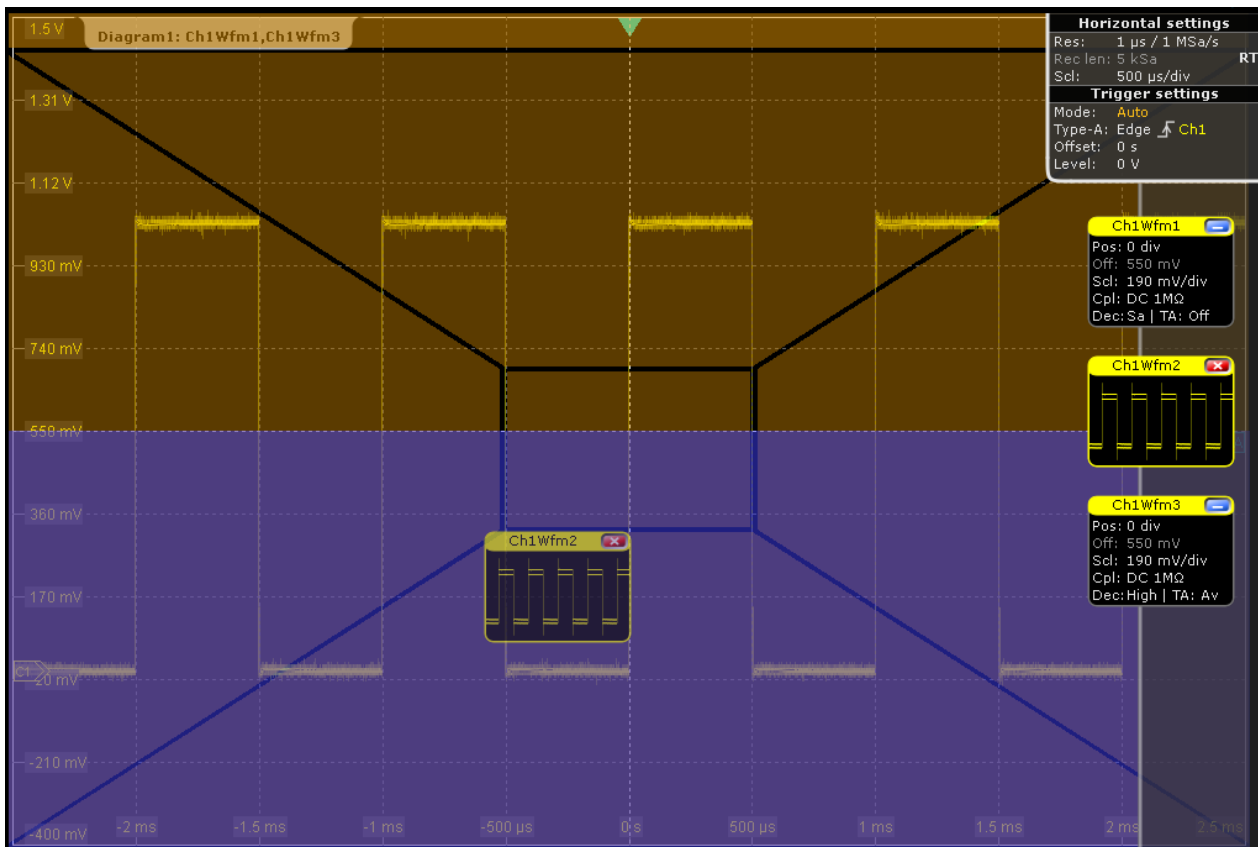 1.5 V
Diagram1: Ch1Wfm1,Ch1Wfm3
Horizontal settings
Res: 1 µs / 1 MSa/s
Rec len: 5 kSa RT
Scl: 500 µs/div
Trigger settings
Mode: Auto
Type-A: Edge Ch1
Offset: 0 s
Level: 0 V
1.31 V
1.12 V
930 mV
740 mV
550 mV
360 mV
170 mV
-20 mV
-210 mV
-400 mV
Ch1Wfm1
Pos: 0 div
Off: 550 mV
Scl: 190 mV/div
Cpl: DC 1MΩ
Dec: Sa | TA: Off
Ch1Wfm2
Ch1Wfm3
Pos: 0 div
Off: 550 mV
Scl: 190 mV/div
Cpl: DC 1MΩ
Dec: High | TA: Av
Ch1Wfm2
C1
-2 ms
-1.5 ms
-1 ms
-500 µs
0 s
500 µs
1 ms
1.5 ms
2 ms
2.5 ms